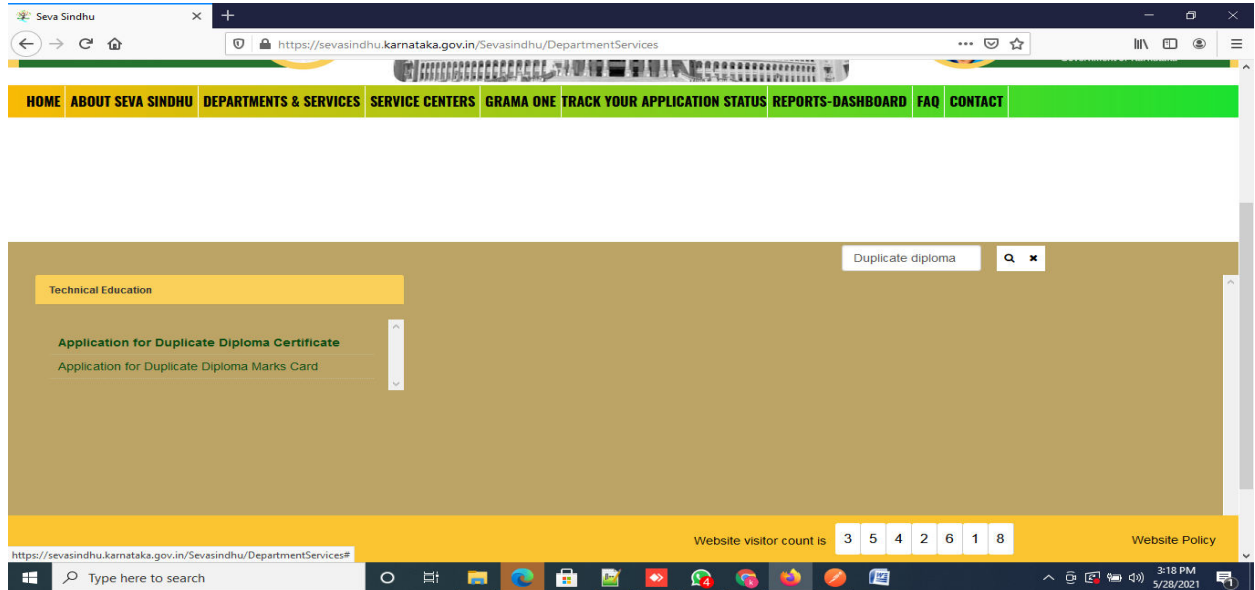 Seva Sindhu
https://sevasindhu.karnataka.gov.in/Sevasindhu/DepartmentServices
HOME ABOUT SEVA SINDHU DEPARTMENTS & SERVICES SERVICE CENTERS GRAMA ONE TRACK YOUR APPLICATION STATUS REPORTS-DASHBOARD FAQ CONTACT
Duplicate diploma
Technical Education
Application for Duplicate Diploma Certificate
Application for Duplicate Diploma Marks Card
Website visitor count is 3 5 4 2 6 1 8 Website Policy
https://sevasindhu.karnataka.gov.in/Sevasindhu/DepartmentServices#
Type here to search
4
3:18 PM
5/28/2021
1